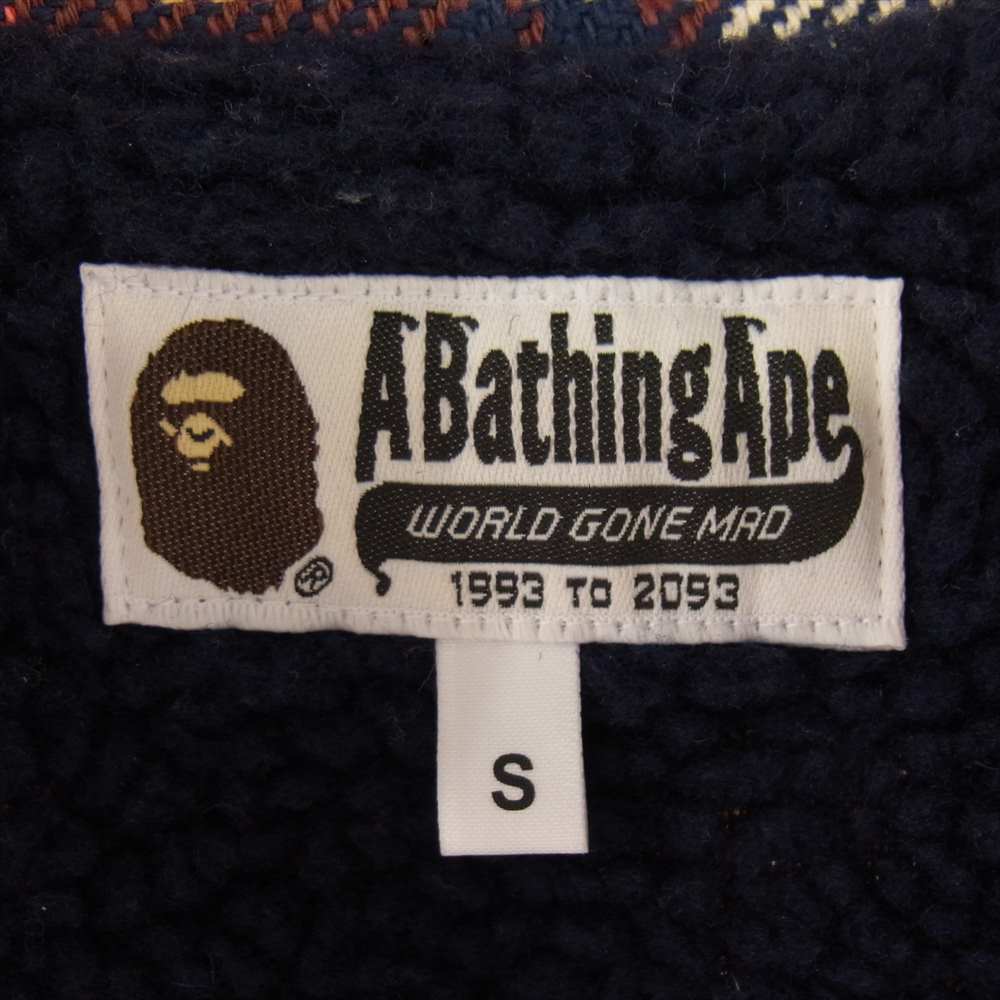 A Bathing Ape
WORLD GONE MAD
®
1993 TO 2093
S